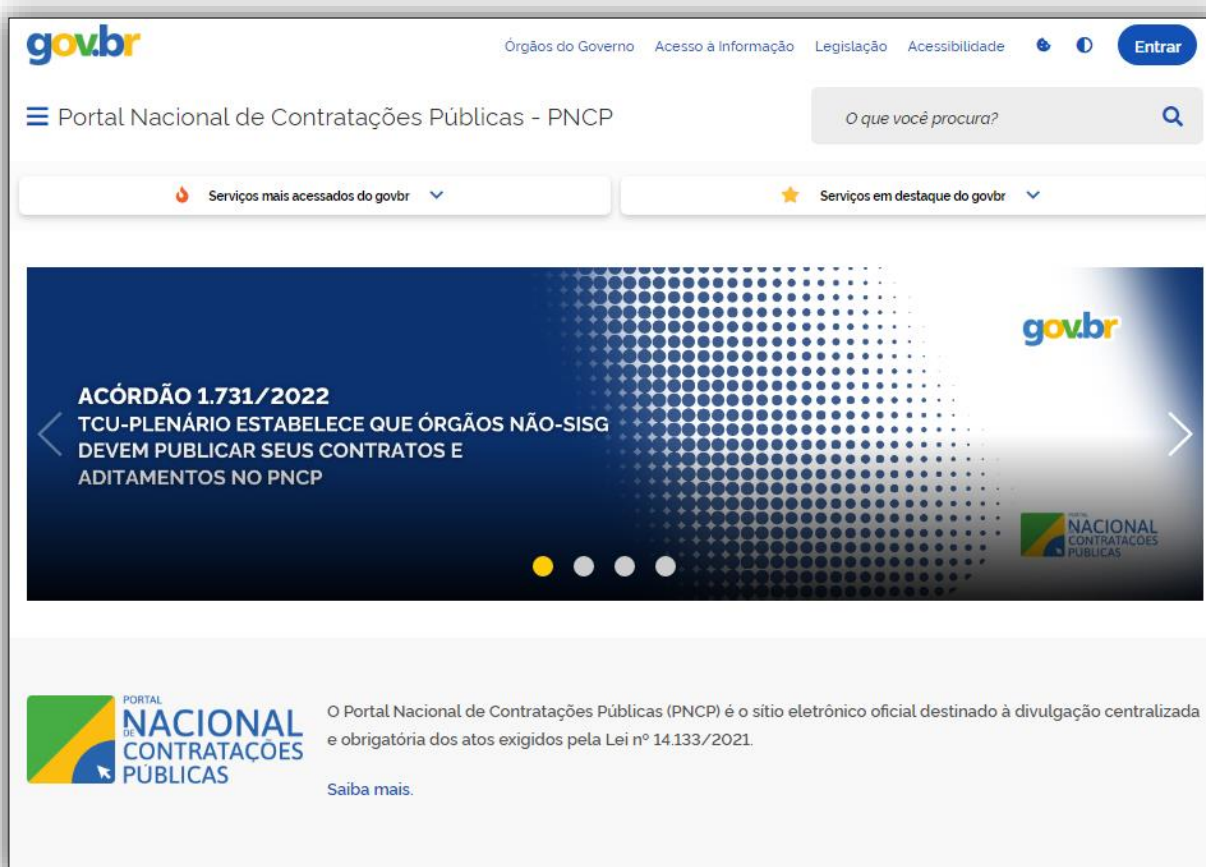 gov.br
Órgãos do Governo Acesso à Informação Legislação Acessibilidade Entrar
Portal Nacional de Contratações Públicas - PNCP O que você procura?
Serviços mais acessados do govbr Serviços em destaque do govbr
gov.br
ACÓRDÃO 1.731/2022
TCU-PLENÁRIO ESTABELECE QUE ÓRGÃOS NÃO-SISG
DEVEM PUBLICAR SEUS CONTRATOS E
ADITAMENTOS NO PNCP
PORTAL
NACIONAL
CONTRATAÇÕES
PÚBLICAS
PORTAL
NACIONAL
DE CONTRATAÇÕES
PÚBLICAS
O Portal Nacional de Contratações Públicas (PNCP) é o sítio eletrônico oficial destinado à divulgação centralizada
e obrigatória dos atos exigidos pela Lei nº 14.133/2021.
Saiba mais.